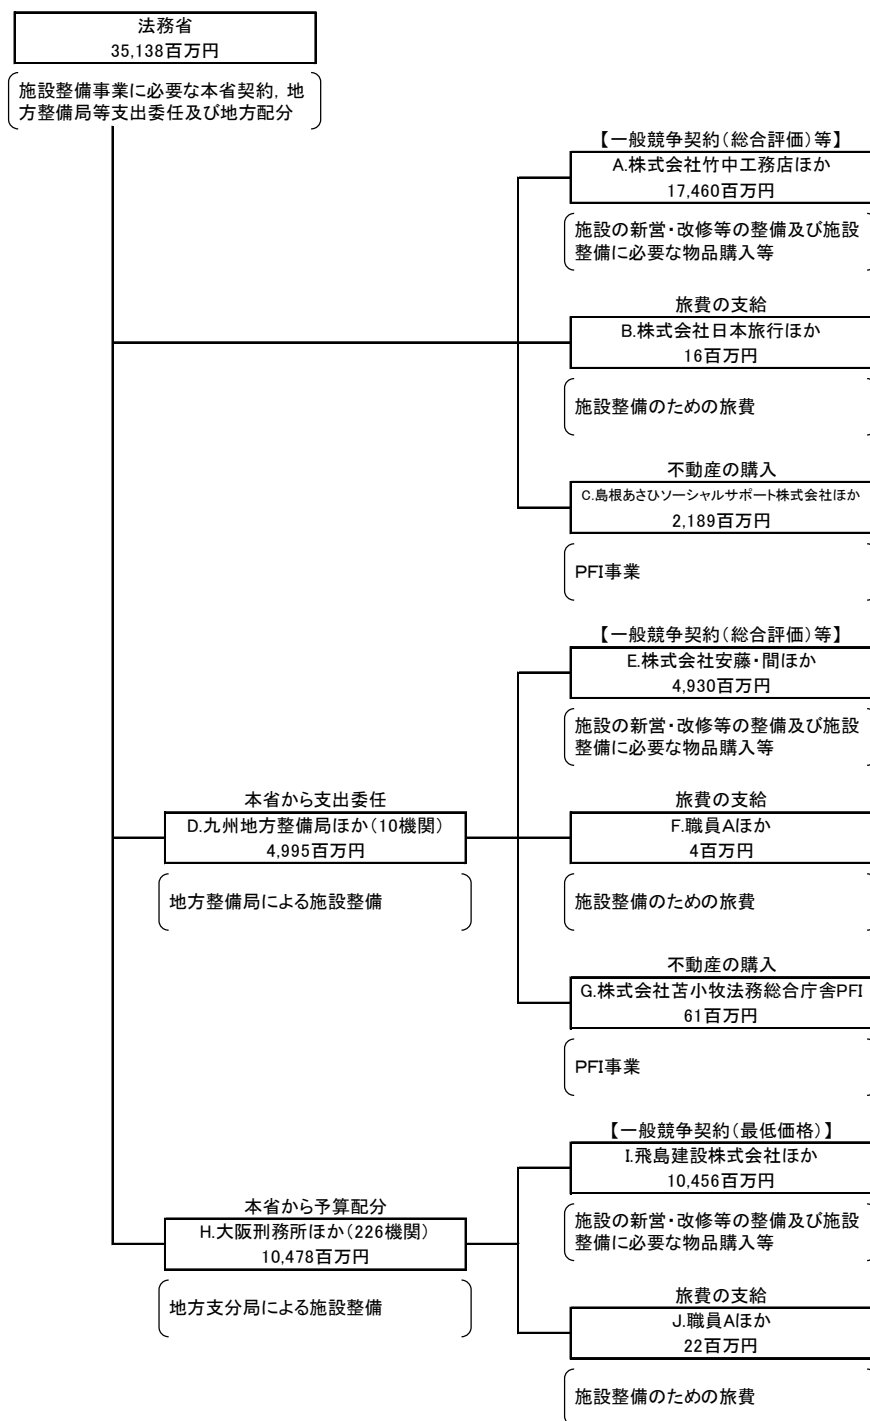 法務省
35,138百万円
施設整備事業に必要な本省契約, 地
方整備局等支出委任及び地方配分
【一般競争契約(総合評価)等】
A.株式会社竹中工務店ほか
17,460百万円
施設の新営・改修等の整備及び施設
整備に必要な物品購入等
旅費の支給
B.株式会社日本旅行ほか
16百万円
施設整備のための旅費
不動産の購入
C.島根あさひソーシャルサポート株式会社ほか
2,189百万円
PFI事業
【一般競争契約(総合評価)等】
E.株式会社安藤・間ほか
4,930百万円
施設の新営・改修等の整備及び施設
整備に必要な物品購入等
本省から支出委任
D.九州地方整備局ほか(10機関)
4,995百万円
地方整備局による施設整備
旅費の支給
F.職員Aほか
4百万円
施設整備のための旅費
不動産の購入
G.株式会社苫小牧法務総合庁舎PFI
61百万円
PFI事業
【一般競争契約(最低価格)】
I.飛島建設株式会社ほか
10,456百万円
施設の新営・改修等の整備及び施設
整備に必要な物品購入等
本省から予算配分
H.大阪刑務所ほか(226機関)
10,478百万円
地方支分局による施設整備
旅費の支給
J.職員Aほか
22百万円
施設整備のための旅費